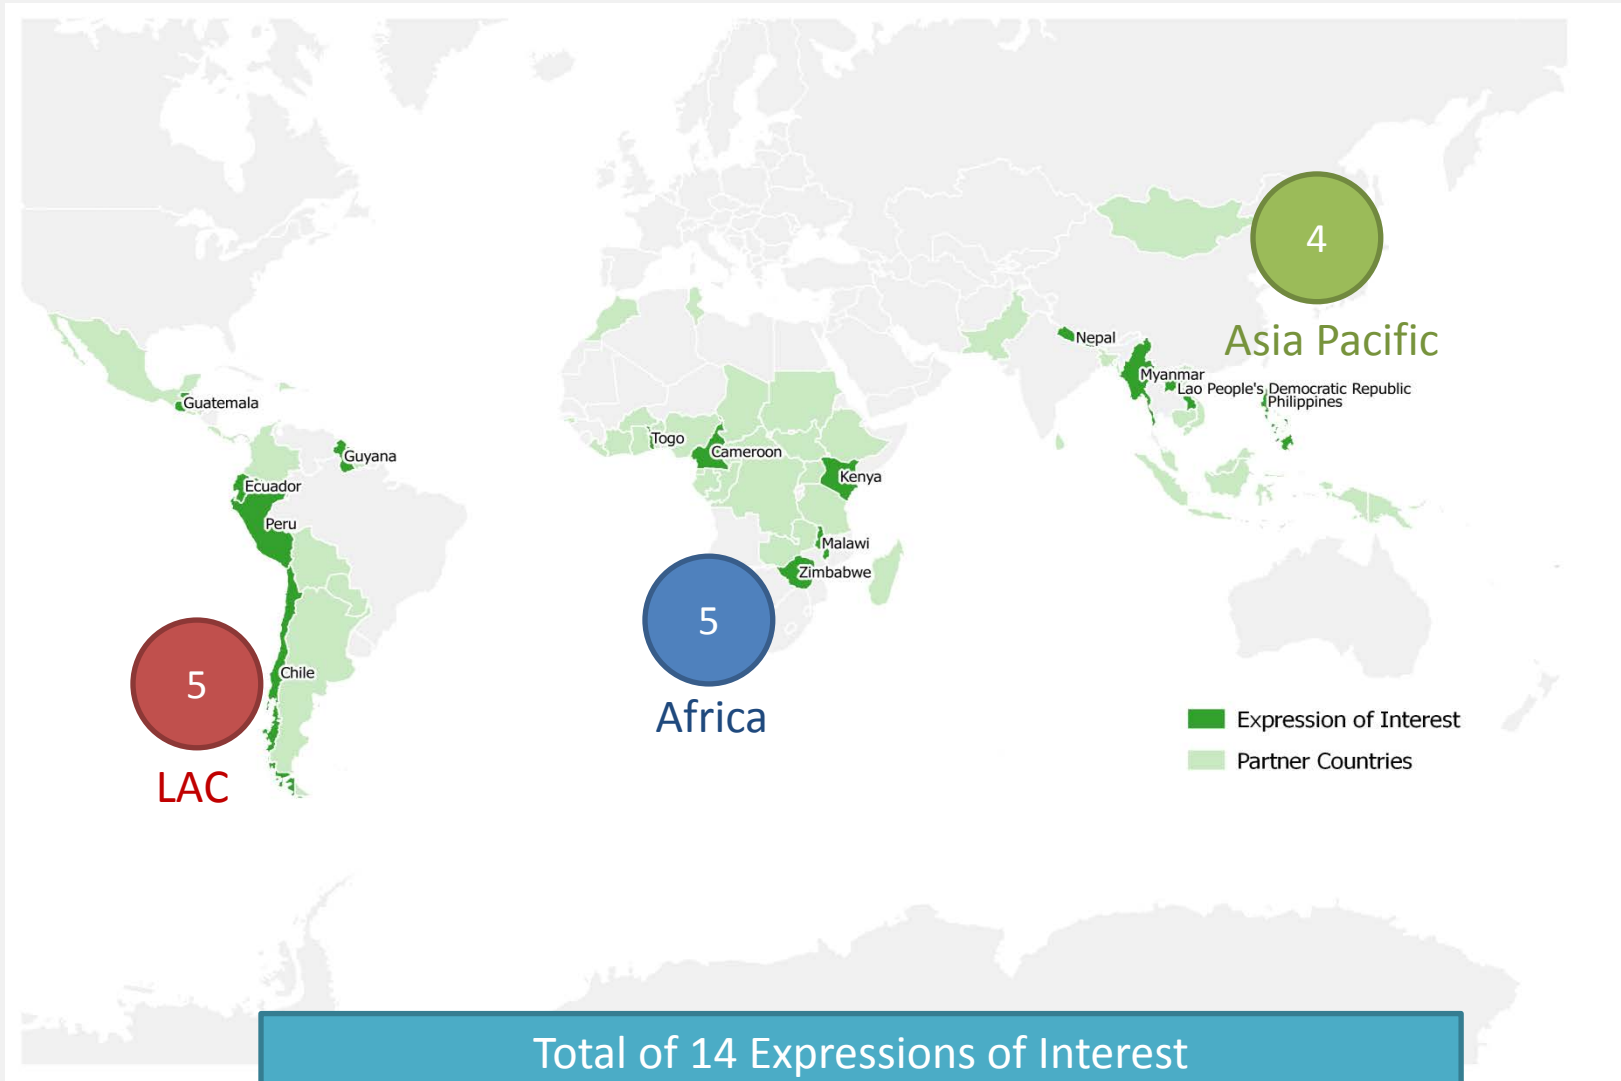 4
Asia Pacific
Nepal
Myanmar
Lao People's Democratic Republic
Philippines
Guatemala
Guyana
Ecuador
Peru
Chile
Togo
Cameroon
Kenya
Malawi
Zimbabwe
5
Africa
5
LAC
Expression of Interest
Partner Countries
Total of 14 Expressions of Interest